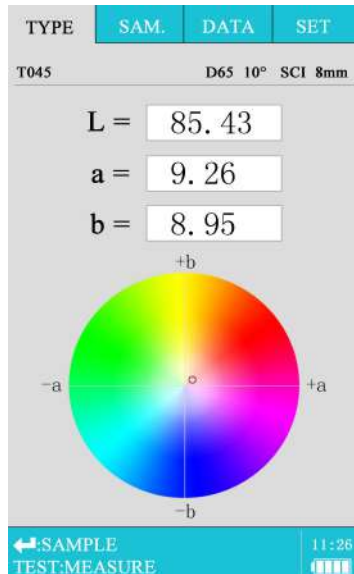 TYPE SAM. DATA SET
T045 D65 10° SCI 8mm
L = 85.43
a = 9.26
b = 8.95
+b
-a +a
-b
:SAMPLE 11:26
TEST:MEASURE